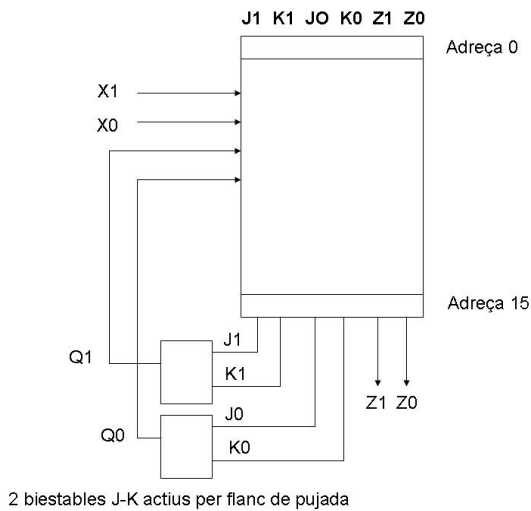 J1 K1 JO K0 Z1 Z0
Adreça 0
X1
X0
Adreça 15
J1
Q1
K1
Z1 Z0
J0
Q0
K0
2 biestables J-K actius per flanc de pujada